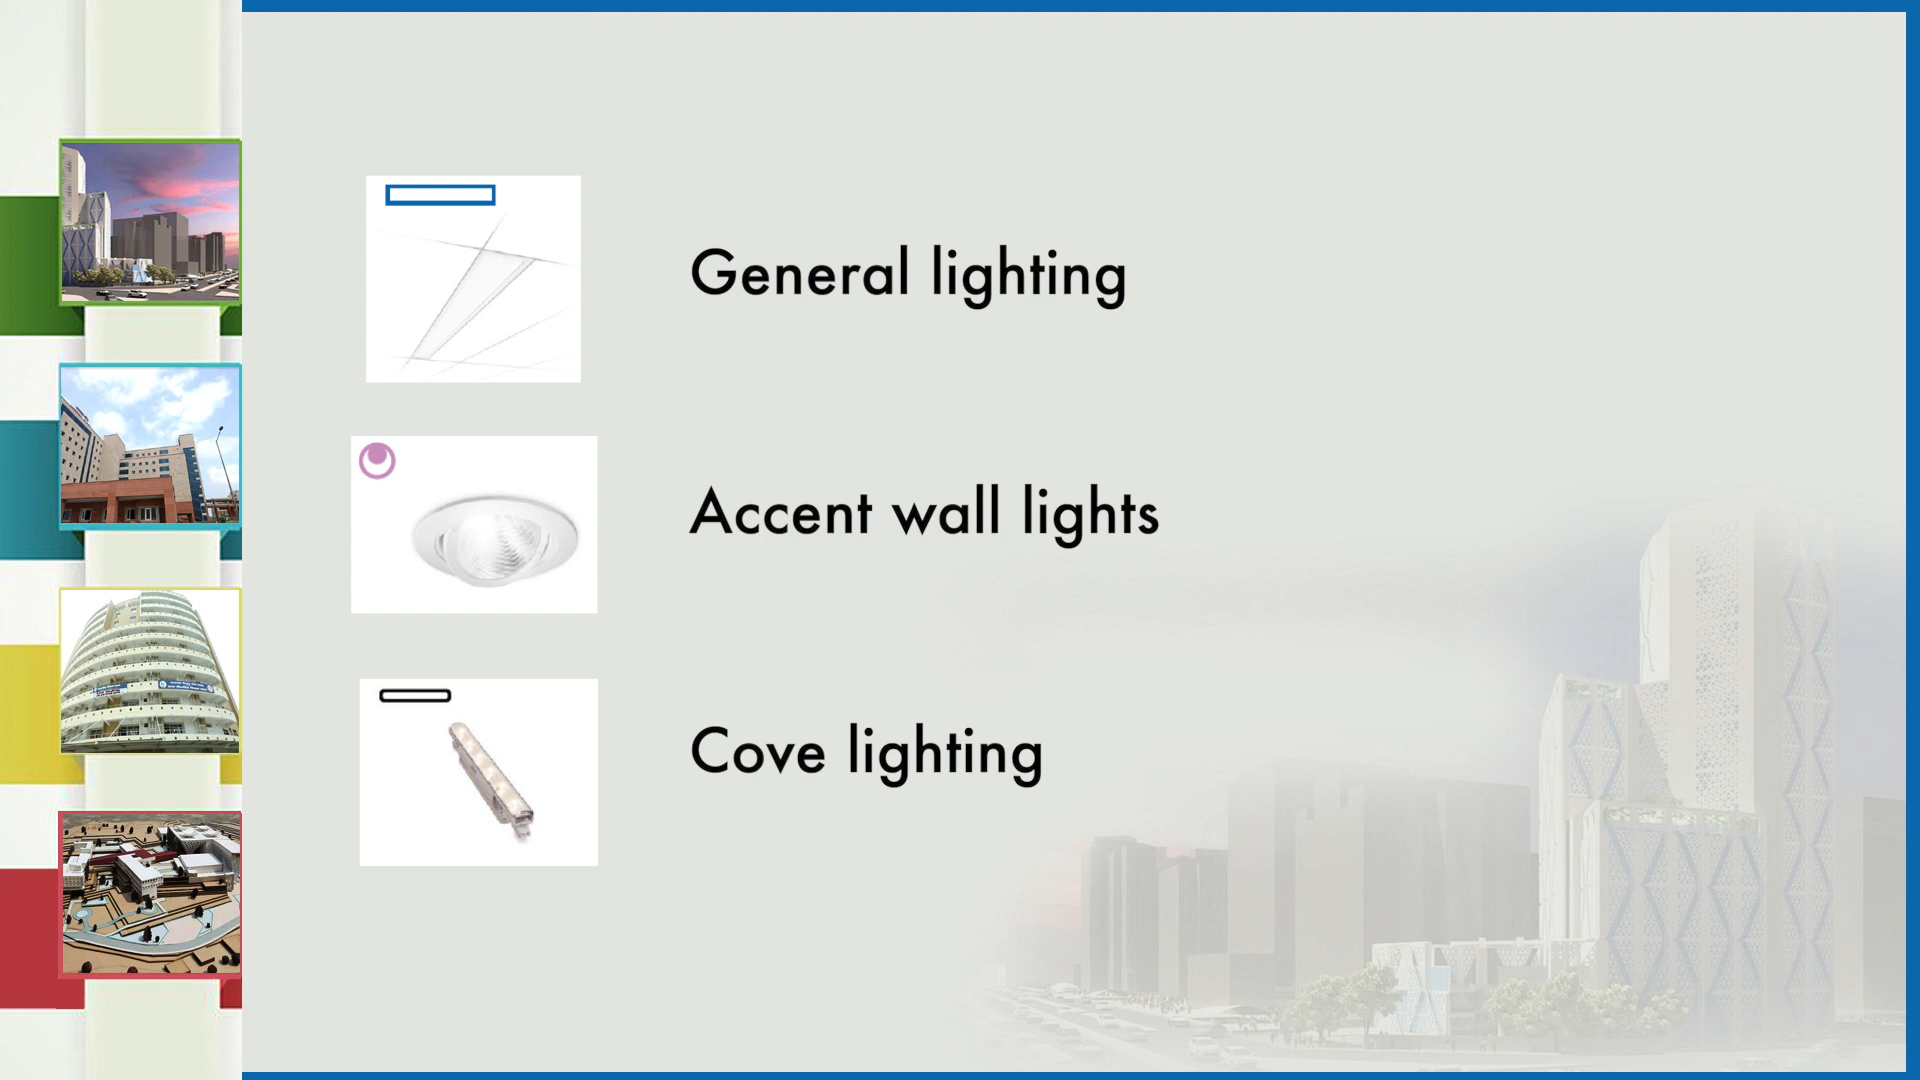 General lighting
Accent wall lights
Cove lighting